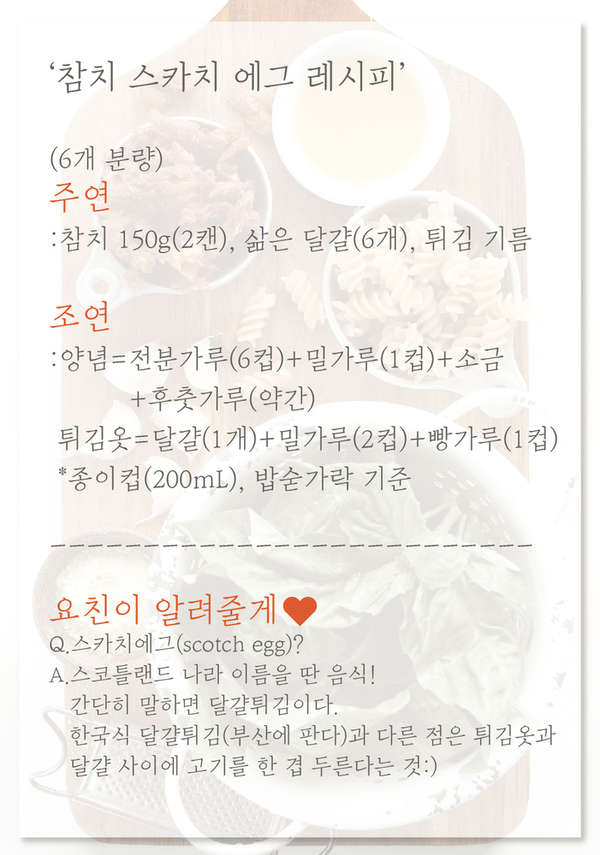 ‘참치 스카치 에그 레시피’
(6개 분량)
주연
:참치 150g(2캔), 삶은 달걀(6개), 튀김 기름
조연
:양념=전분가루(6컵)+밀가루(1컵)+소금
+후춧가루(약간)
튀김옷=달걀(1개)+밀가루(2컵)+빵가루(1컵)
*종이컵(200mL), 밥숟가락 기준
요친이 알려줄게♥
Q.스카치에그(scotch egg)?
A.스코틀랜드 나라 이름을 딴 음식!
간단히 말하면 달걀튀김이다.
한국식 달걀튀김(부산에 판다)과 다른 점은 튀김옷과
달걀 사이에 고기를 한 겹 두른다는 것:)